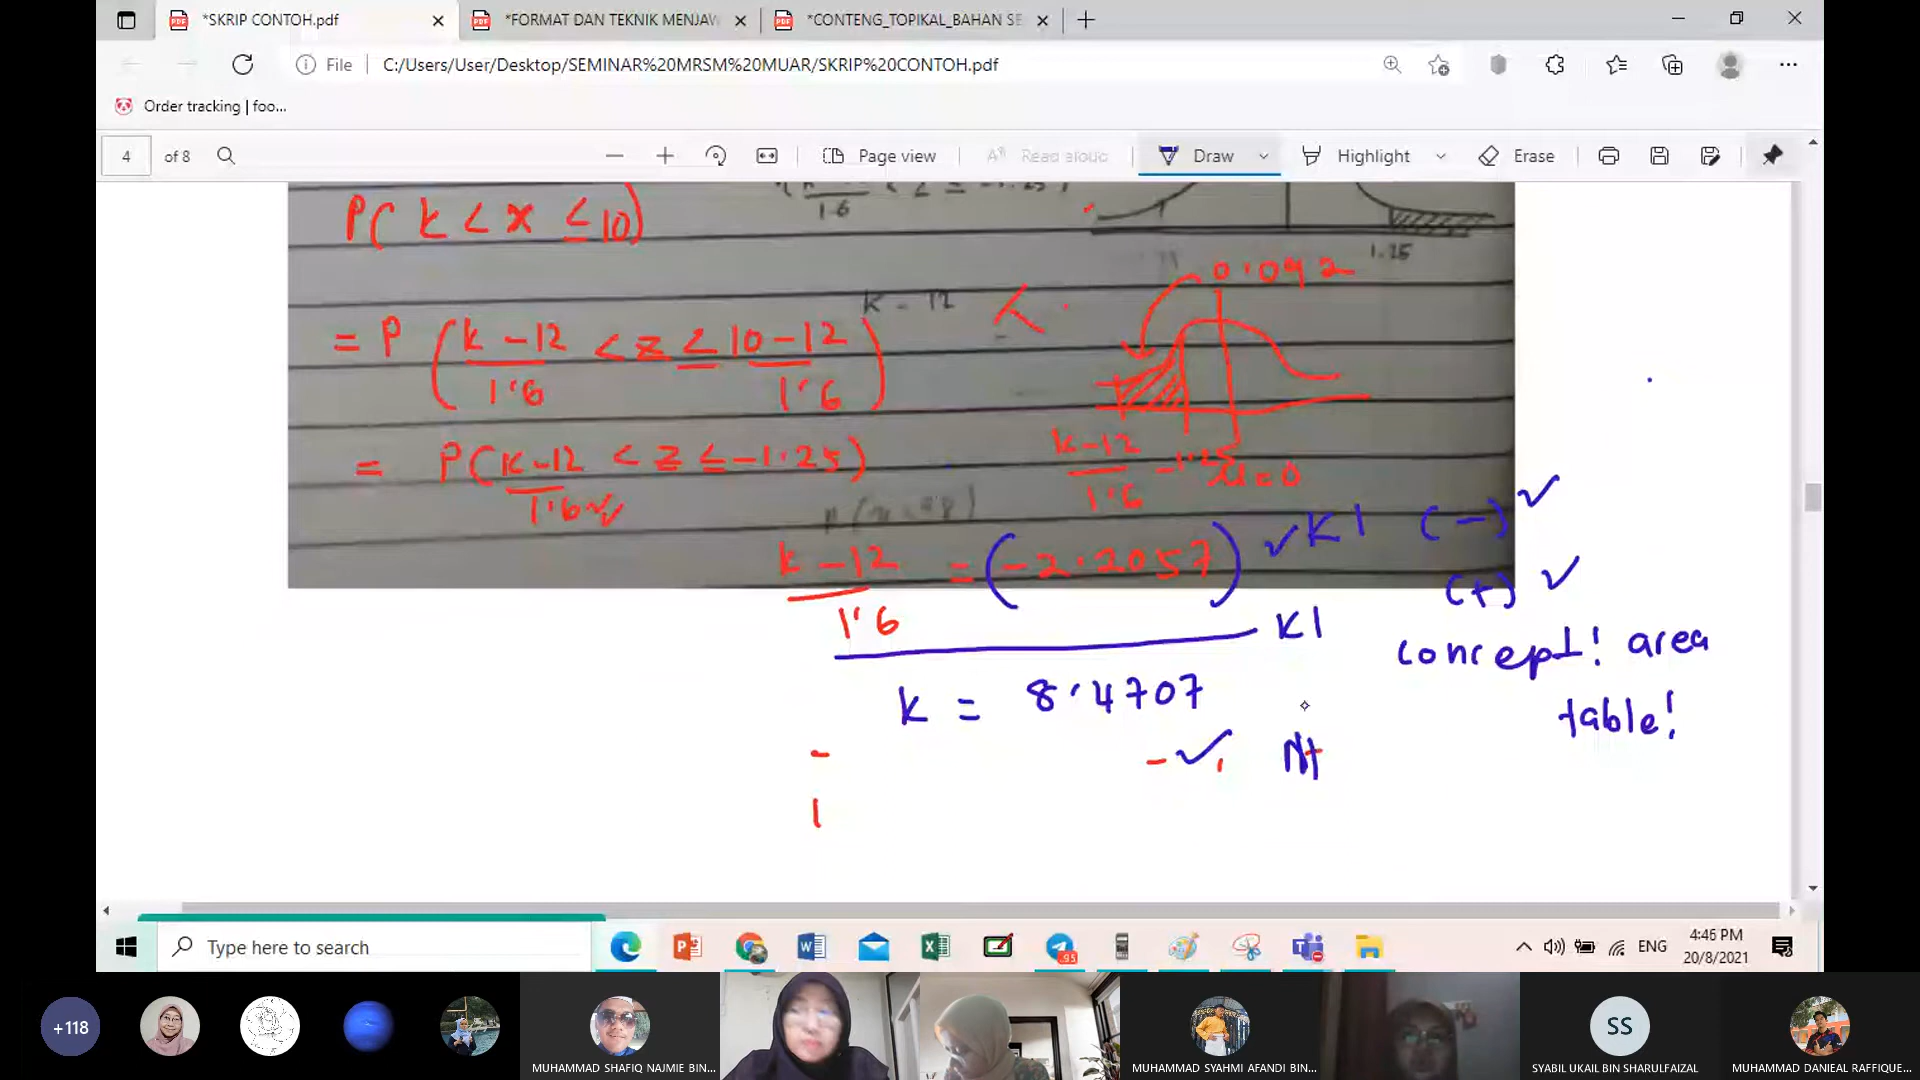 *SKRIP CONTOH.pdf
*FORMAT DAN TEKNIK MENJAW
*CONTENG_TOPIKAL_BAHAN SE
File
C:/Users/User/Desktop/SEMINAR%20MRSM%20MUAR/SKRIP%20CONTOH.pdf
Order tracking | foo...
4 of 8
Page view
Read aloud
Draw
Highlight
Erase
P( k < x ≤ 10)
1.6
1.25
0.092
k - 12
= P ( k - 12 < z ≤ 10 - 12 )
1.6 1.6
= P( k - 12 < z ≤ -1.25 )
1.6
k - 12 -1.25 μ = 0
1.6
k - 12 = (-2.2057) ✓ K1 (-) ✓
1.6
K1
(+) ✓
concept! area
table!
k = 8.4707
✓ N1
Type here to search
95
ENG
4:46 PM
20/8/2021
+118
MUHAMMAD SHAFIQ NAJMIE BIN...
MUHAMMAD SYAHMI AFANDI BIN...
SS
SYABIL UKAIL BIN SHARULFAIZAL
MUHAMMAD DANIEAL RAFFIQUE...